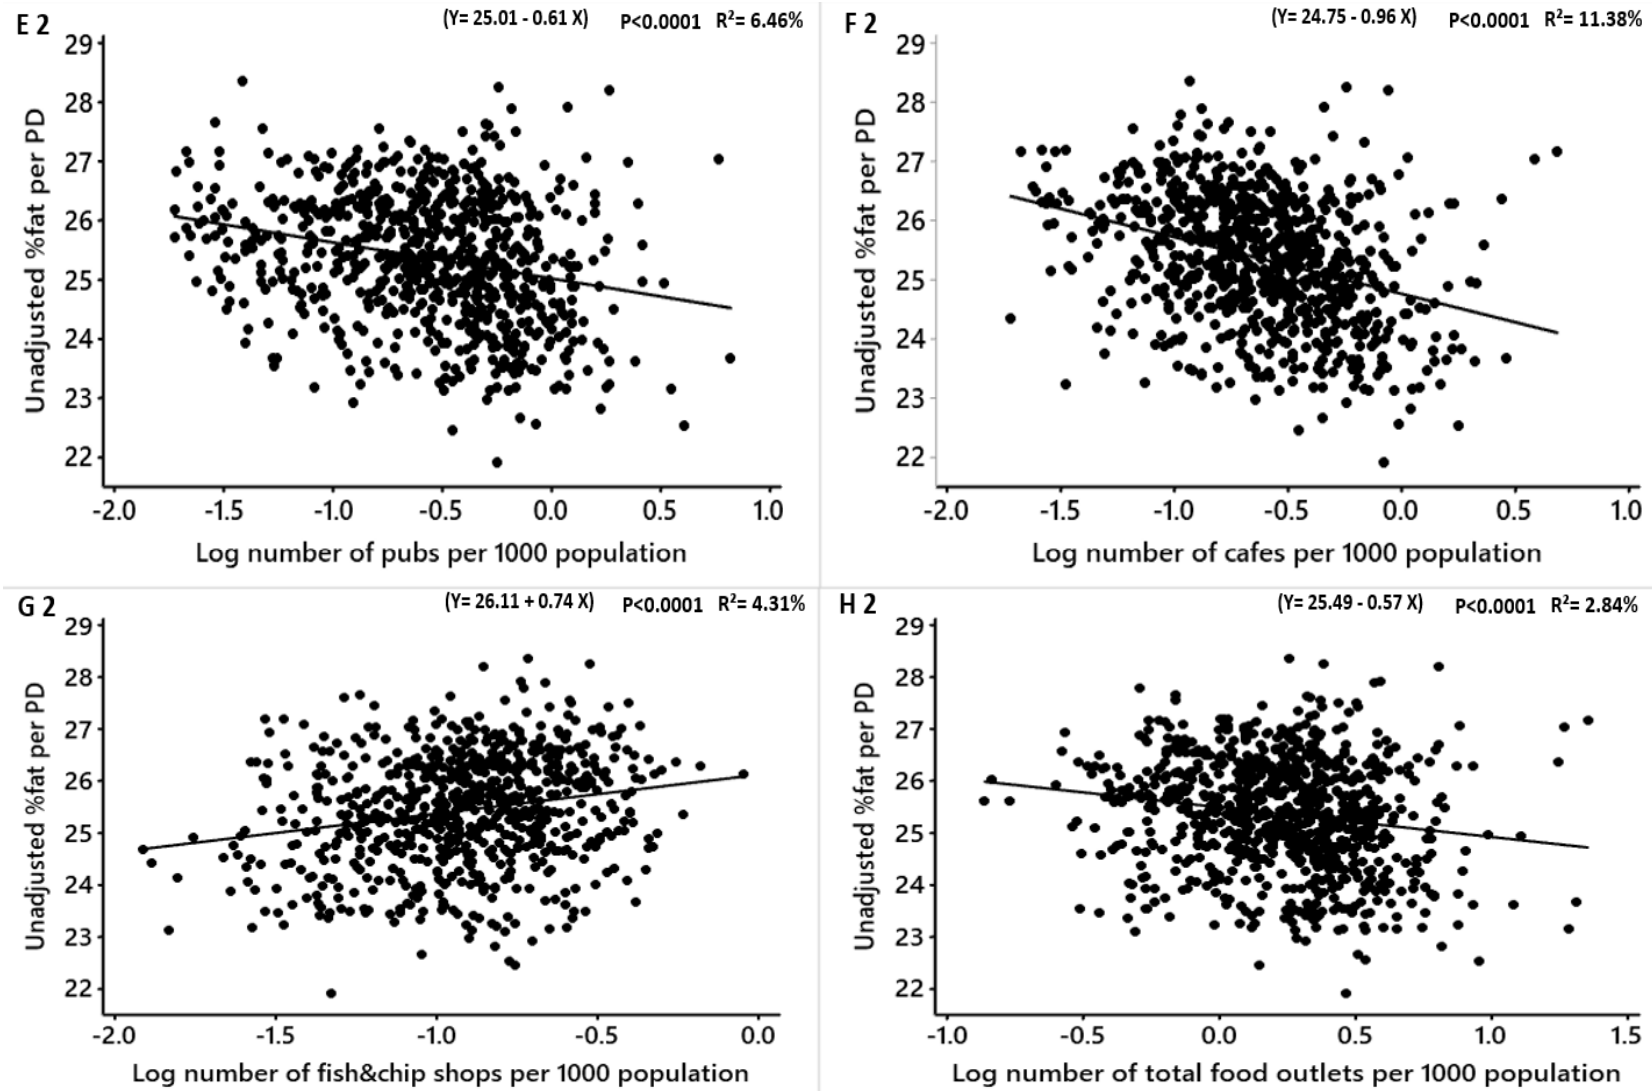 E 2
(Y= 25.01 - 0.61 X) P<0.0001 R²= 6.46%
29
28
27
26
25
24
23
22
Unadjusted %fat per PD
-2.0 -1.5 -1.0 -0.5 0.0 0.5 1.0
Log number of pubs per 1000 population
F 2
(Y= 24.75 - 0.96 X) P<0.0001 R²= 11.38%
29
28
27
26
25
24
23
22
Unadjusted %fat per PD
-2.0 -1.5 -1.0 -0.5 0.0 0.5 1.0
Log number of cafes per 1000 population
G 2
(Y= 26.11 + 0.74 X) P<0.0001 R²= 4.31%
29
28
27
26
25
24
23
22
Unadjusted %fat per PD
-2.0 -1.5 -1.0 -0.5 0.0
Log number of fish&chip shops per 1000 population
H 2
(Y= 25.49 - 0.57 X) P<0.0001 R²= 2.84%
29
28
27
26
25
24
23
22
Unadjusted %fat per PD
-1.0 -0.5 0.0 0.5 1.0 1.5
Log number of total food outlets per 1000 population